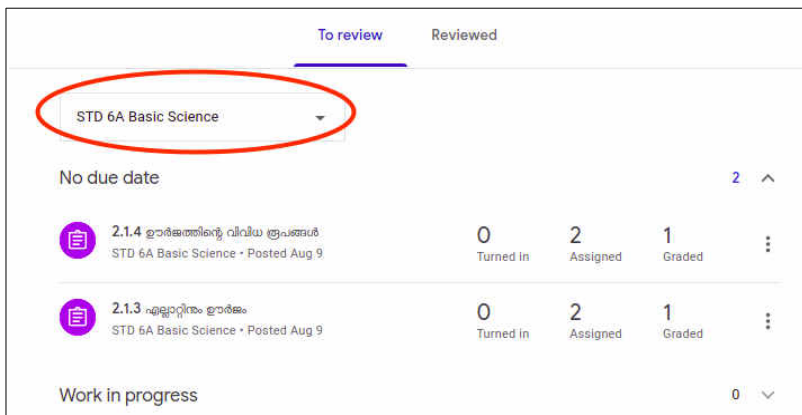 To review Reviewed
STD 6A Basic Science
No due date 2
2.1.4 ഊർജത്തിന്റെ വിവിധ രൂപങ്ങൾ 0 2 1
STD 6A Basic Science • Posted Aug 9 Turned in Assigned Graded
2.1.3 എല്ലാറ്റിനും ഊർജം 0 2 1
STD 6A Basic Science • Posted Aug 9 Turned in Assigned Graded
Work in progress 0